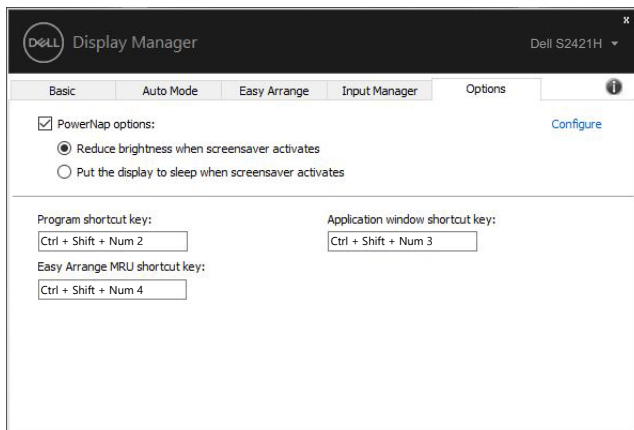 x
DELL Display Manager Dell S2421H
Basic Auto Mode Easy Arrange Input Manager Options
PowerNap options: Configure
Reduce brightness when screensaver activates
Put the display to sleep when screensaver activates
Program shortcut key: Application window shortcut key:
Ctrl + Shift + Num 2 Ctrl + Shift + Num 3
Easy Arrange MRU shortcut key:
Ctrl + Shift + Num 4